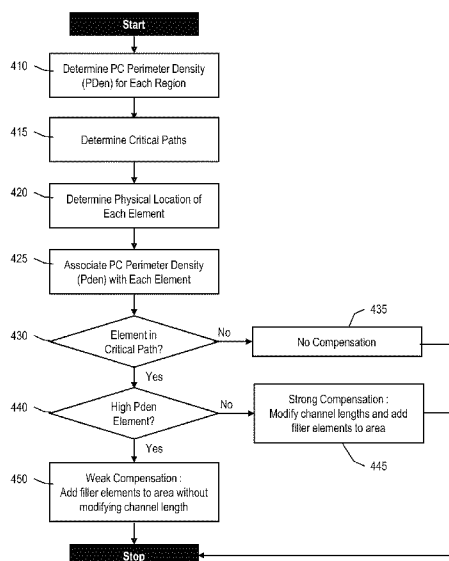 Start
410
Determine PC Perimeter Density
(PDen) for Each Region
415
Determine Critical Paths
420
Determine Physical Location of
Each Element
425
Associate PC Perimeter Density
(Pden) with Each Element
430
Element in
Critical Path?
No
435
No Compensation
Yes
440
High Pden
Element?
No
Strong Compensation :
Modify channel lengths and add
filler elements to area
445
Yes
450
Weak Compensation :
Add filler elements to area without
modifying channel length
Stop